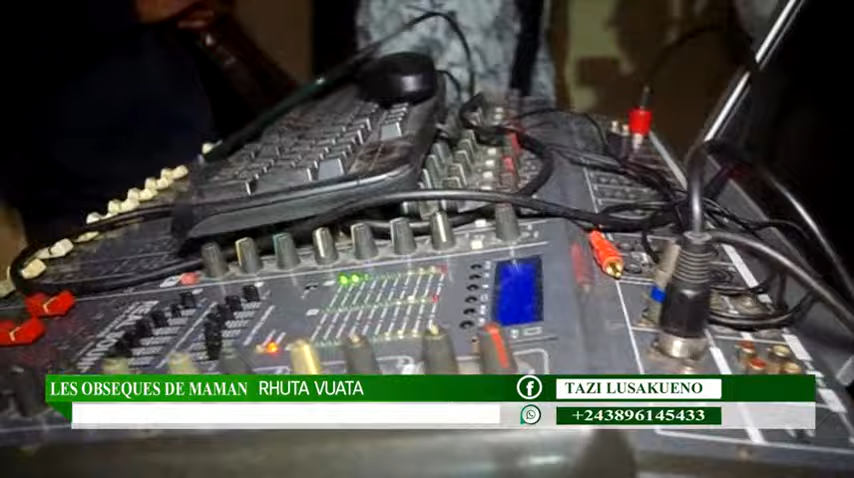 LES OBSEQUES DE MAMAN RHUTA VUATA
TAZI LUSAKUENO
+243896145433